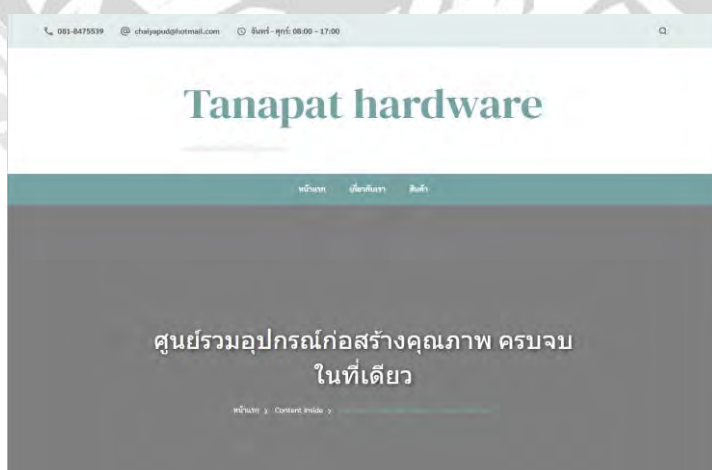 081-8475539 @ chaiyapud@hotmail.com จันทร์ - ศุกร์: 08:00 - 17:00
Tanapat hardware
หน้าแรก เกี่ยวกับเรา สินค้า
ศูนย์รวมอุปกรณ์ก่อสร้างคุณภาพ ครบจบ
ในที่เดียว
หน้าแรก > Content inside >